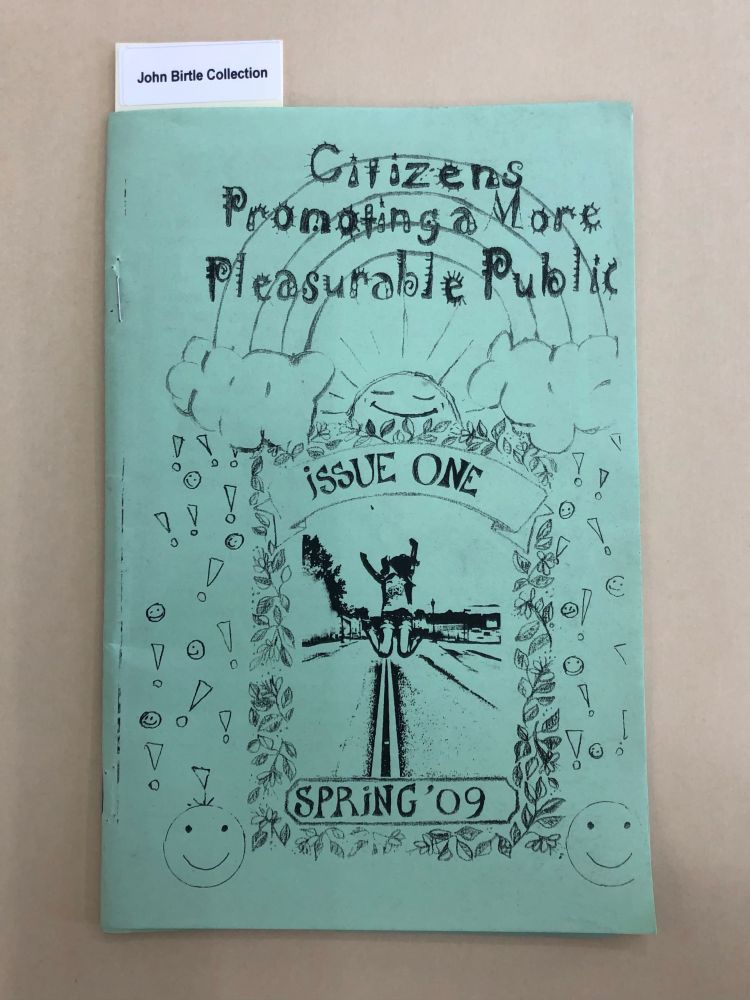 John Birtle Collection
Citizens
Promoting a More
Pleasurable Public
iSSUE ONE
SPRiNG '09